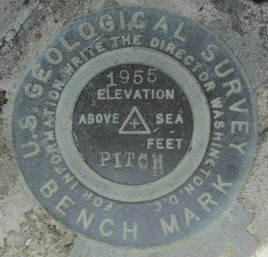 U.S. GEOLOGICAL SURVEY
BENCH MARK
FOR INFORMATION WRITE THE DIRECTOR WASHINGTON, D.C.
1955
ELEVATION
ABOVE SEA
FEET
PITCH